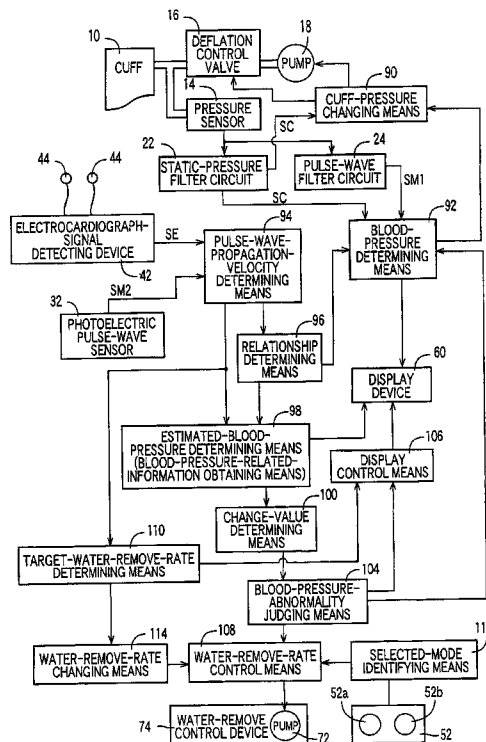 10
CUFF
16
DEFLATION
CONTROL
VALVE
18
PUMP
14
PRESSURE
SENSOR
90
CUFF-PRESSURE
CHANGING MEANS
SC
22
STATIC-PRESSURE
FILTER CIRCUIT
24
PULSE-WAVE
FILTER CIRCUIT
SM1
SC
44
44
ELECTROCARDIOGRAPH-
SIGNAL
DETECTING DEVICE
42
SE
94
PULSE-WAVE-
PROPAGATION-
VELOCITY
DETERMINING
MEANS
92
BLOOD-
PRESSURE
DETERMINING
MEANS
SM2
32
PHOTOELECTRIC
PULSE-WAVE
SENSOR
96
RELATIONSHIP
DETERMINING
MEANS
60
DISPLAY
DEVICE
98
ESTIMATED-BLOOD-
PRESSURE DETERMINING MEANS
(BLOOD-PRESSURE-RELATED-
INFORMATION OBTAINING MEANS)
106
DISPLAY
CONTROL MEANS
100
CHANGE-VALUE
DETERMINING
MEANS
110
TARGET-WATER-REMOVE-RATE
DETERMINING MEANS
104
BLOOD-PRESSURE-
ABNORMALITY
JUDGING MEANS
114
WATER-REMOVE-RATE
CHANGING MEANS
108
WATER-REMOVE-RATE
CONTROL MEANS
SELECTED-MODE
IDENTIFYING MEANS
74
WATER-REMOVE
CONTROL DEVICE
PUMP
72
52a
52b
52